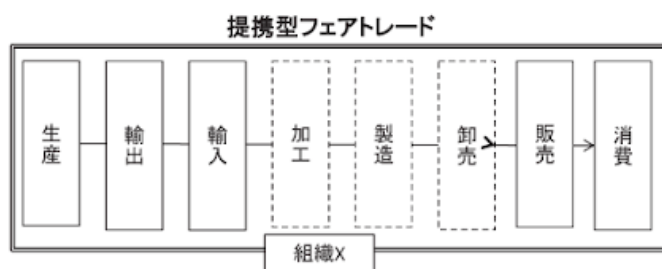 提携型フェアトレード
生産
輸出
輸入
加工
製造
卸売
販売
消費
組織X